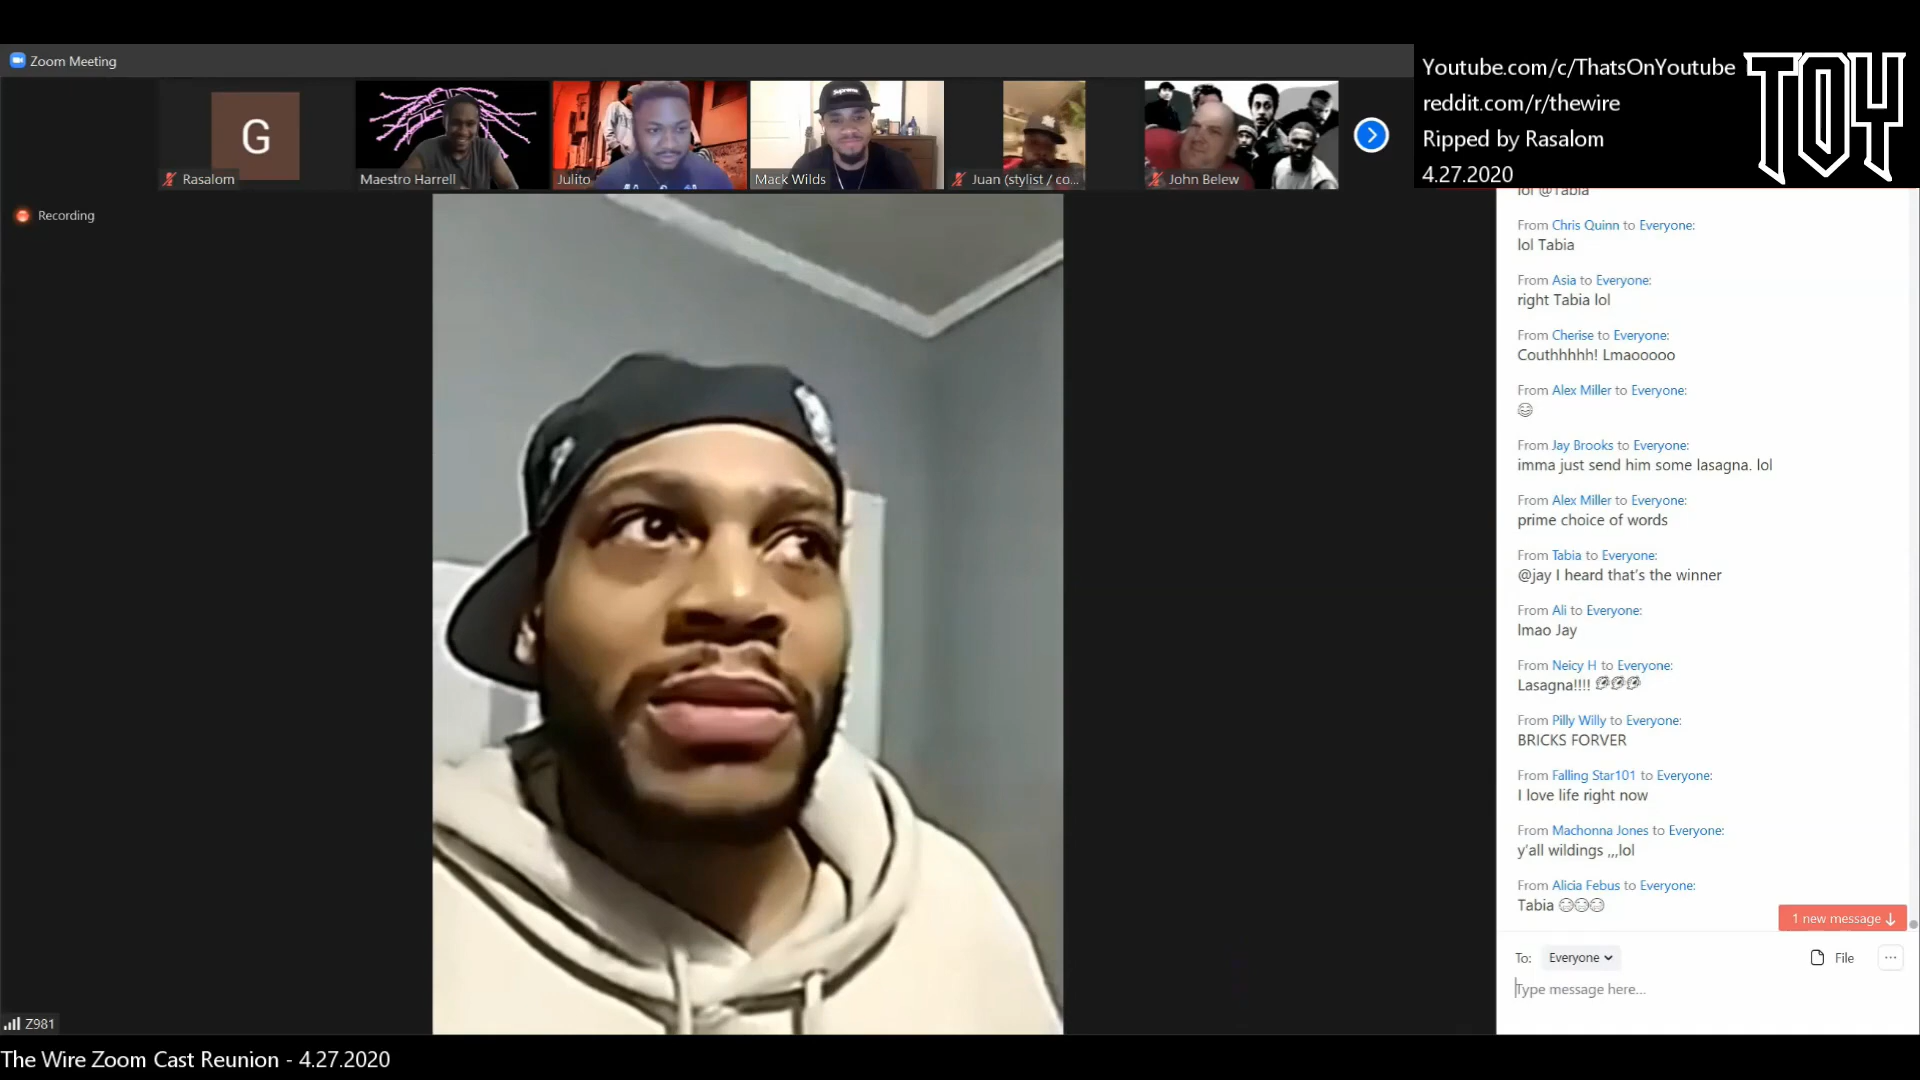 Zoom Meeting
Youtube.com/c/ThatsOnYoutube
reddit.com/r/thewire
Ripped by Rasalom
4.27.2020
TOY
G
Supreme
Rasalom
Maestro Harrell
Julito
Mack Wilds
Juan (stylist / co...
John Belew
Recording
lol @Tabia
From Chris Quinn to Everyone:
lol Tabia
From Asia to Everyone:
right Tabia lol
From Cherise to Everyone:
Couthhhhh! Lmaooooo
From Alex Miller to Everyone:
😂
From Jay Brooks to Everyone:
imma just send him some lasagna. lol
From Alex Miller to Everyone:
prime choice of words
From Tabia to Everyone:
@jay I heard that's the winner
From Ali to Everyone:
lmao Jay
From Neicy H to Everyone:
Lasagna!!!!
From Pilly Willy to Everyone:
BRICKS FORVER
From Falling Star101 to Everyone:
I love life right now
From Machonna Jones to Everyone:
y'all wildings ,,,lol
From Alicia Febus to Everyone:
Tabia
1 new message ↓
To: Everyone File ...
Type message here...
Z981
The Wire Zoom Cast Reunion - 4.27.2020